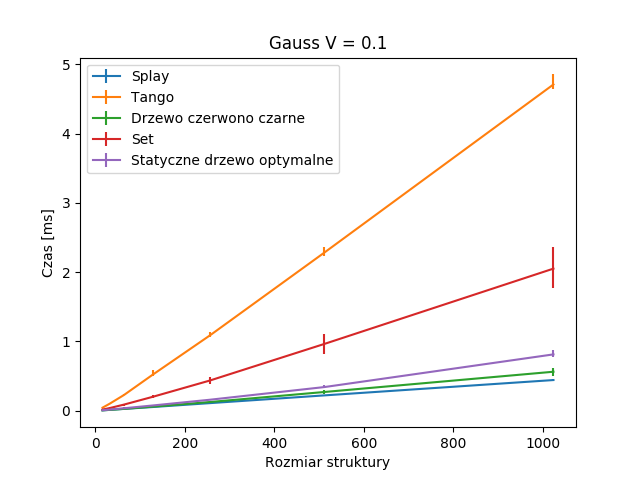 Gauss V = 0.1
Splay
Tango
Drzewo czerwono czarne
Set
Statyczne drzewo optymalne
Czas [ms]
5
4
3
2
1
0
0 200 400 600 800 1000
Rozmiar struktury